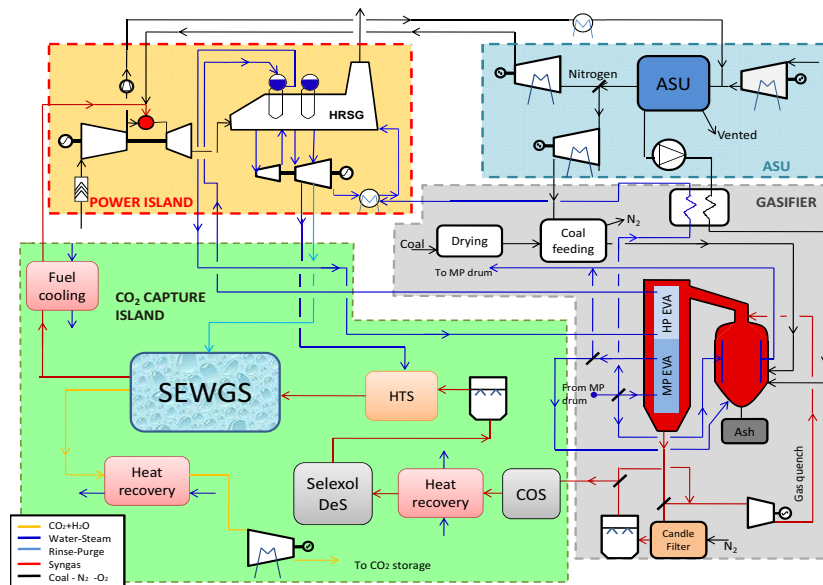 Nitrogen
ASU
Vented
ASU
HRSG
POWER ISLAND
GASIFIER
N2
Coal
Drying
Coal
feeding
To MP drum
Fuel
cooling
CO2 CAPTURE
ISLAND
HP EVA
MP EVA
SEWGS
HTS
From MP
drum
Ash
Gas quench
Heat
recovery
Selexol
DeS
Heat
recovery
COS
Candle
Filter
N2
To CO2 storage
CO2+H2O
Water-Steam
Rinse-Purge
Syngas
Coal - N2 -O2